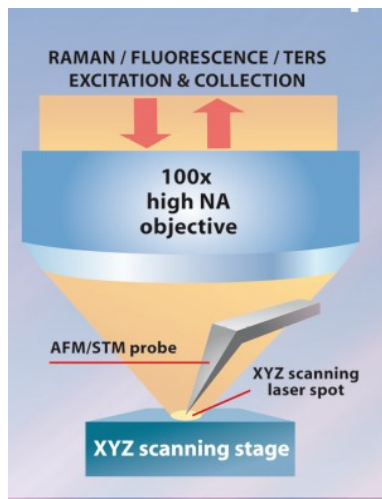 RAMAN / FLUORESCENCE / TERS
EXCITATION & COLLECTION
100x
high NA
objective
AFM/STM probe
XYZ scanning
laser spot
XYZ scanning stage